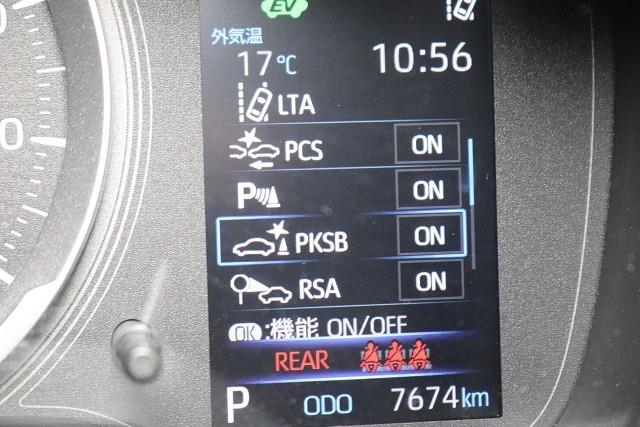 EV
外気温
17℃ 10:56
LTA
PCS ON
P ON
PKSB ON
RSA ON
OK:機能 ON/OFF
REAR
P ODO 7674km
0